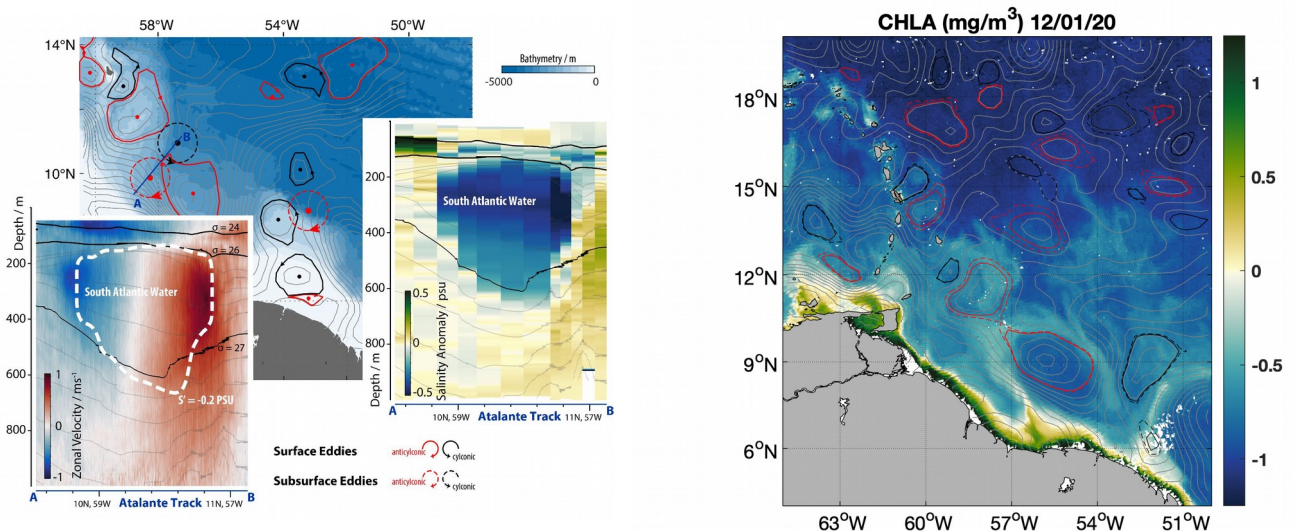 58°W 54°W 50°W
14°N
10°N
Bathymetry / m
-5000 0
B
A
Depth / m
200
400
600
800
σ = 24
σ = 26
σ = 27
South Atlantic Water
S' = -0.2 PSU
Zonal Velocity / ms⁻¹
1
0
-1
A B
10N, 59W Atalante Track 11N, 57W
Depth / m
200
400
600
800
South Atlantic Water
Salinity Anomaly / psu
0.5
0
-0.5
A B
10N, 59W Atalante Track 11N, 57W
Surface Eddies anticylconic cylconic
Subsurface Eddies anticylconic cylconic
CHLA (mg/m³) 12/01/20
18°N
15°N
12°N
9°N
6°N
63°W 60°W 57°W 54°W 51°W
1
0.5
0
-0.5
-1